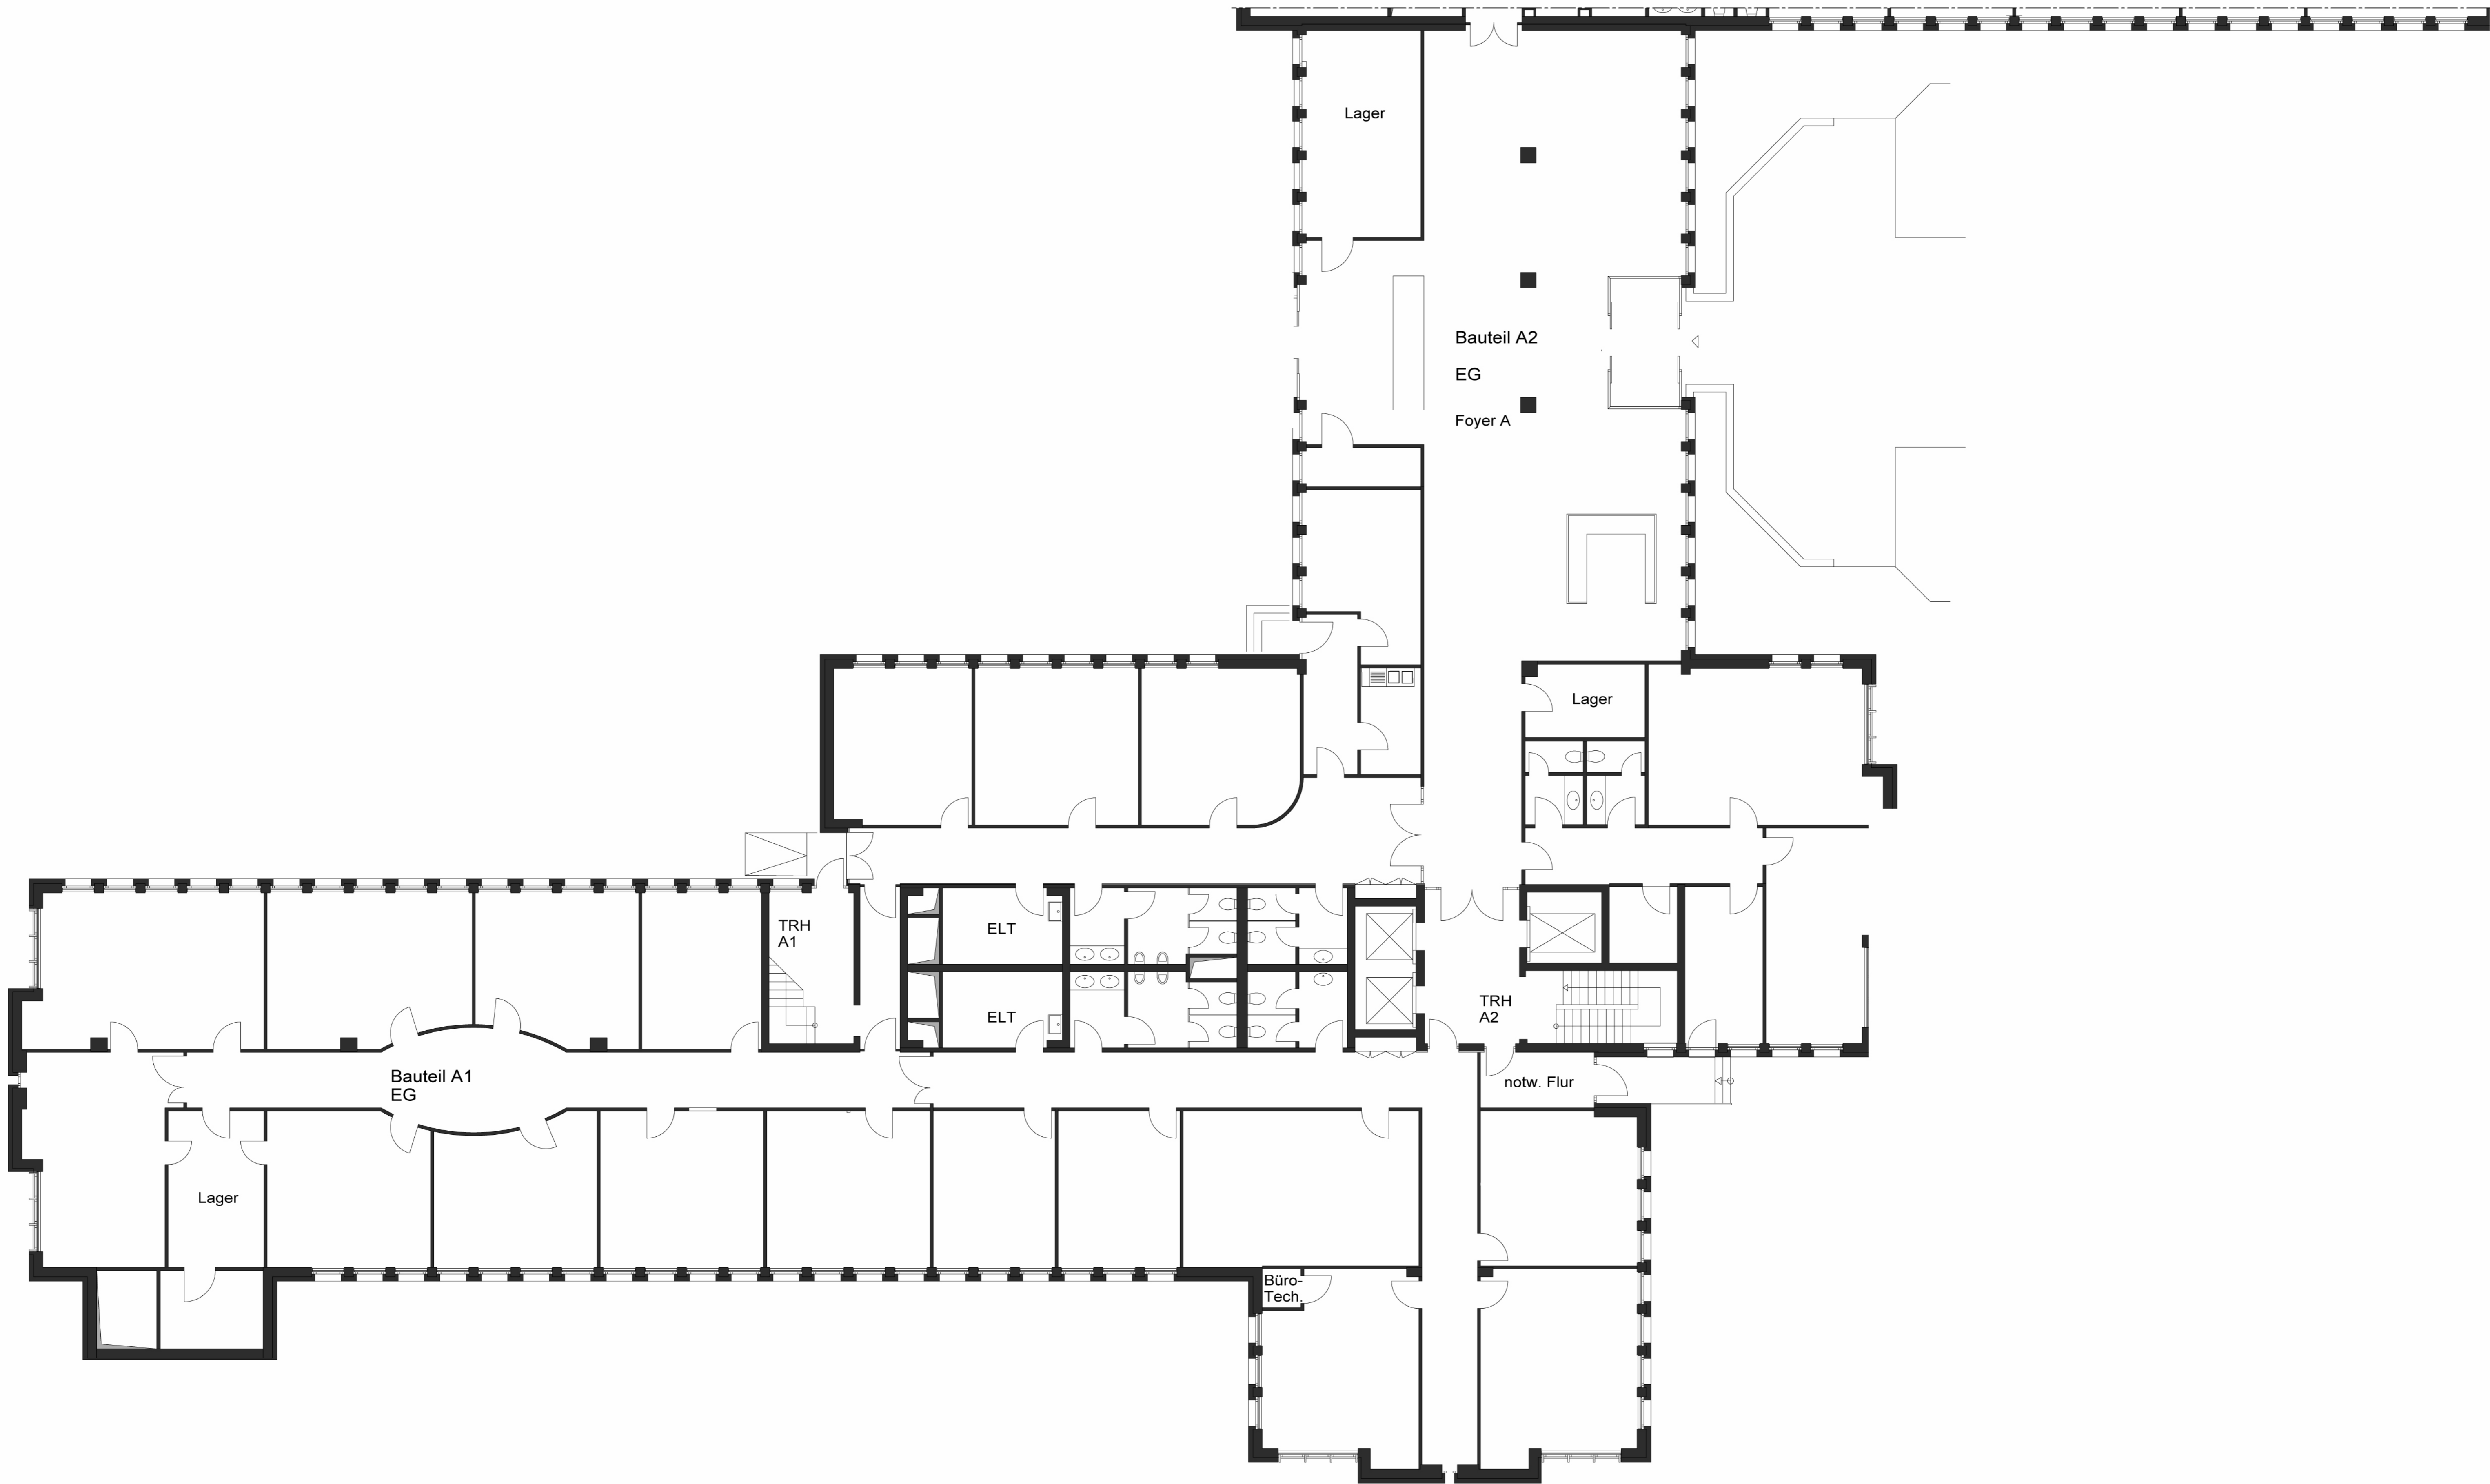 Lager
Bauteil A2
EG
Foyer A
Lager
TRH
A1
ELT
ELT
TRH
A2
Bauteil A1
EG
notw. Flur
Lager
Büro-
Tech.